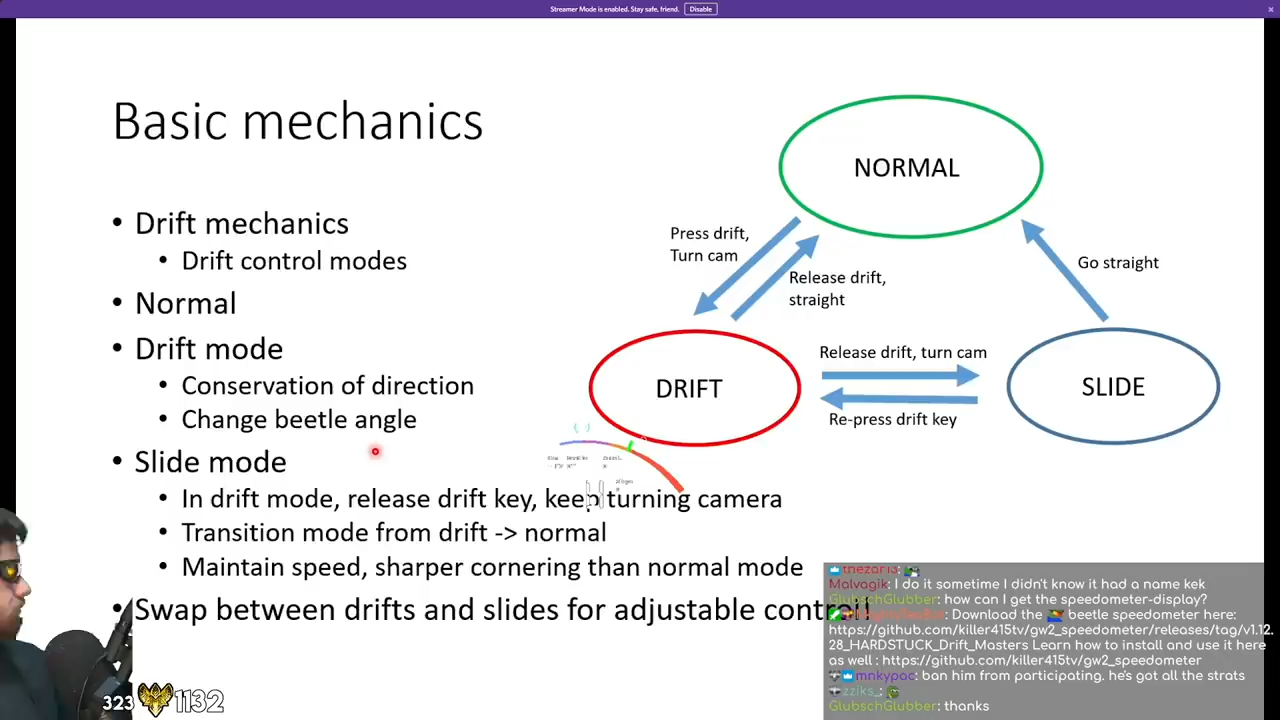 Streamer Mode is enabled. Stay safe, friend. Disable
Basic mechanics
• Drift mechanics
• Drift control modes
• Normal
• Drift mode
• Conservation of direction
• Change beetle angle
• Slide mode
• In drift mode, release drift key, keep turning camera
• Transition mode from drift -> normal
• Maintain speed, sharper cornering than normal mode
• Swap between drifts and slides for adjustable control!
NORMAL
Press drift,
Turn cam
Release drift,
straight
Go straight
DRIFT
Release drift, turn cam
Re-press drift key
SLIDE
Malvagik: I do it sometime I didn't know it had a name kek
GlubschGlubber: how can I get the speedometer-display?
Download the beetle speedometer here:
https://github.com/killer415tv/gw2_speedometer/releases/tag/v1.12.
28_HARDSTUCK_Drift_Masters Learn how to install and use it here
as well : https://github.com/killer415tv/gw2_speedometer
mnkypac: ban him from participating. he's got all the strats
zziks_:
GlubschGlubber: thanks
323 1132